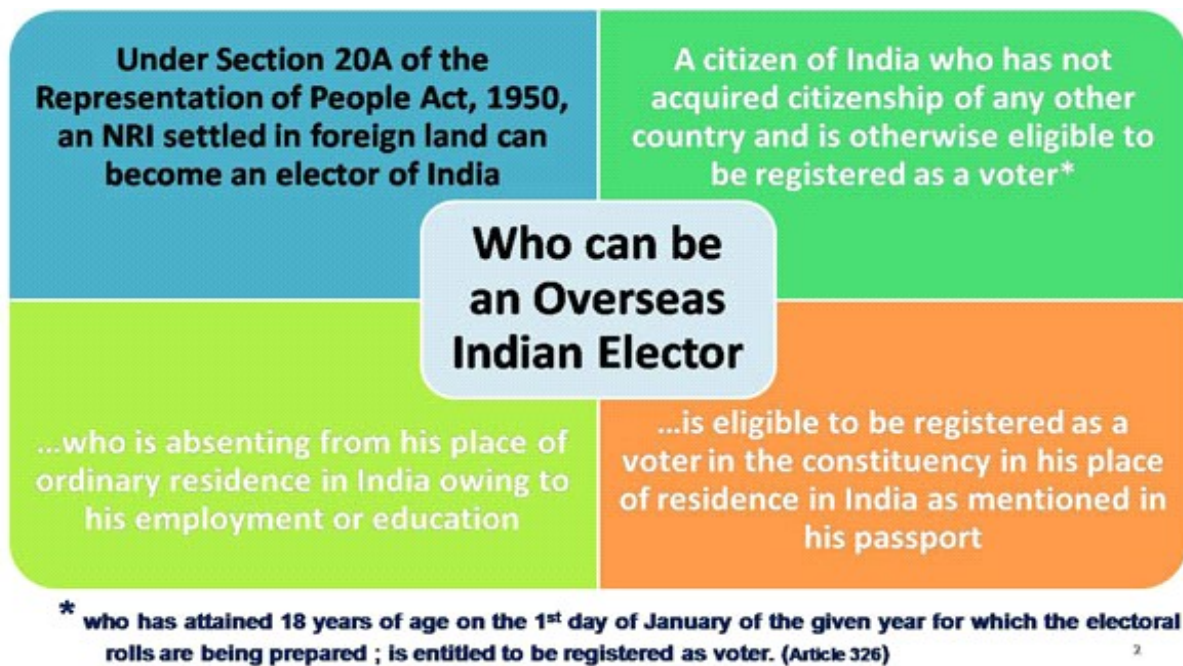 Under Section 20A of the
Representation of People Act, 1950,
an NRI settled in foreign land can
become an elector of India
A citizen of India who has not
acquired citizenship of any other
country and is otherwise eligible to
be registered as a voter*
Who can be
an Overseas
Indian Elector
...who is absenting from his place of
ordinary residence in India owing to
his employment or education
...is eligible to be registered as a
voter in the constituency in his place
of residence in India as mentioned in
his passport
* who has attained 18 years of age on the 1st day of January of the given year for which the electoral
rolls are being prepared ; is entitled to be registered as voter. (Article 326)
2